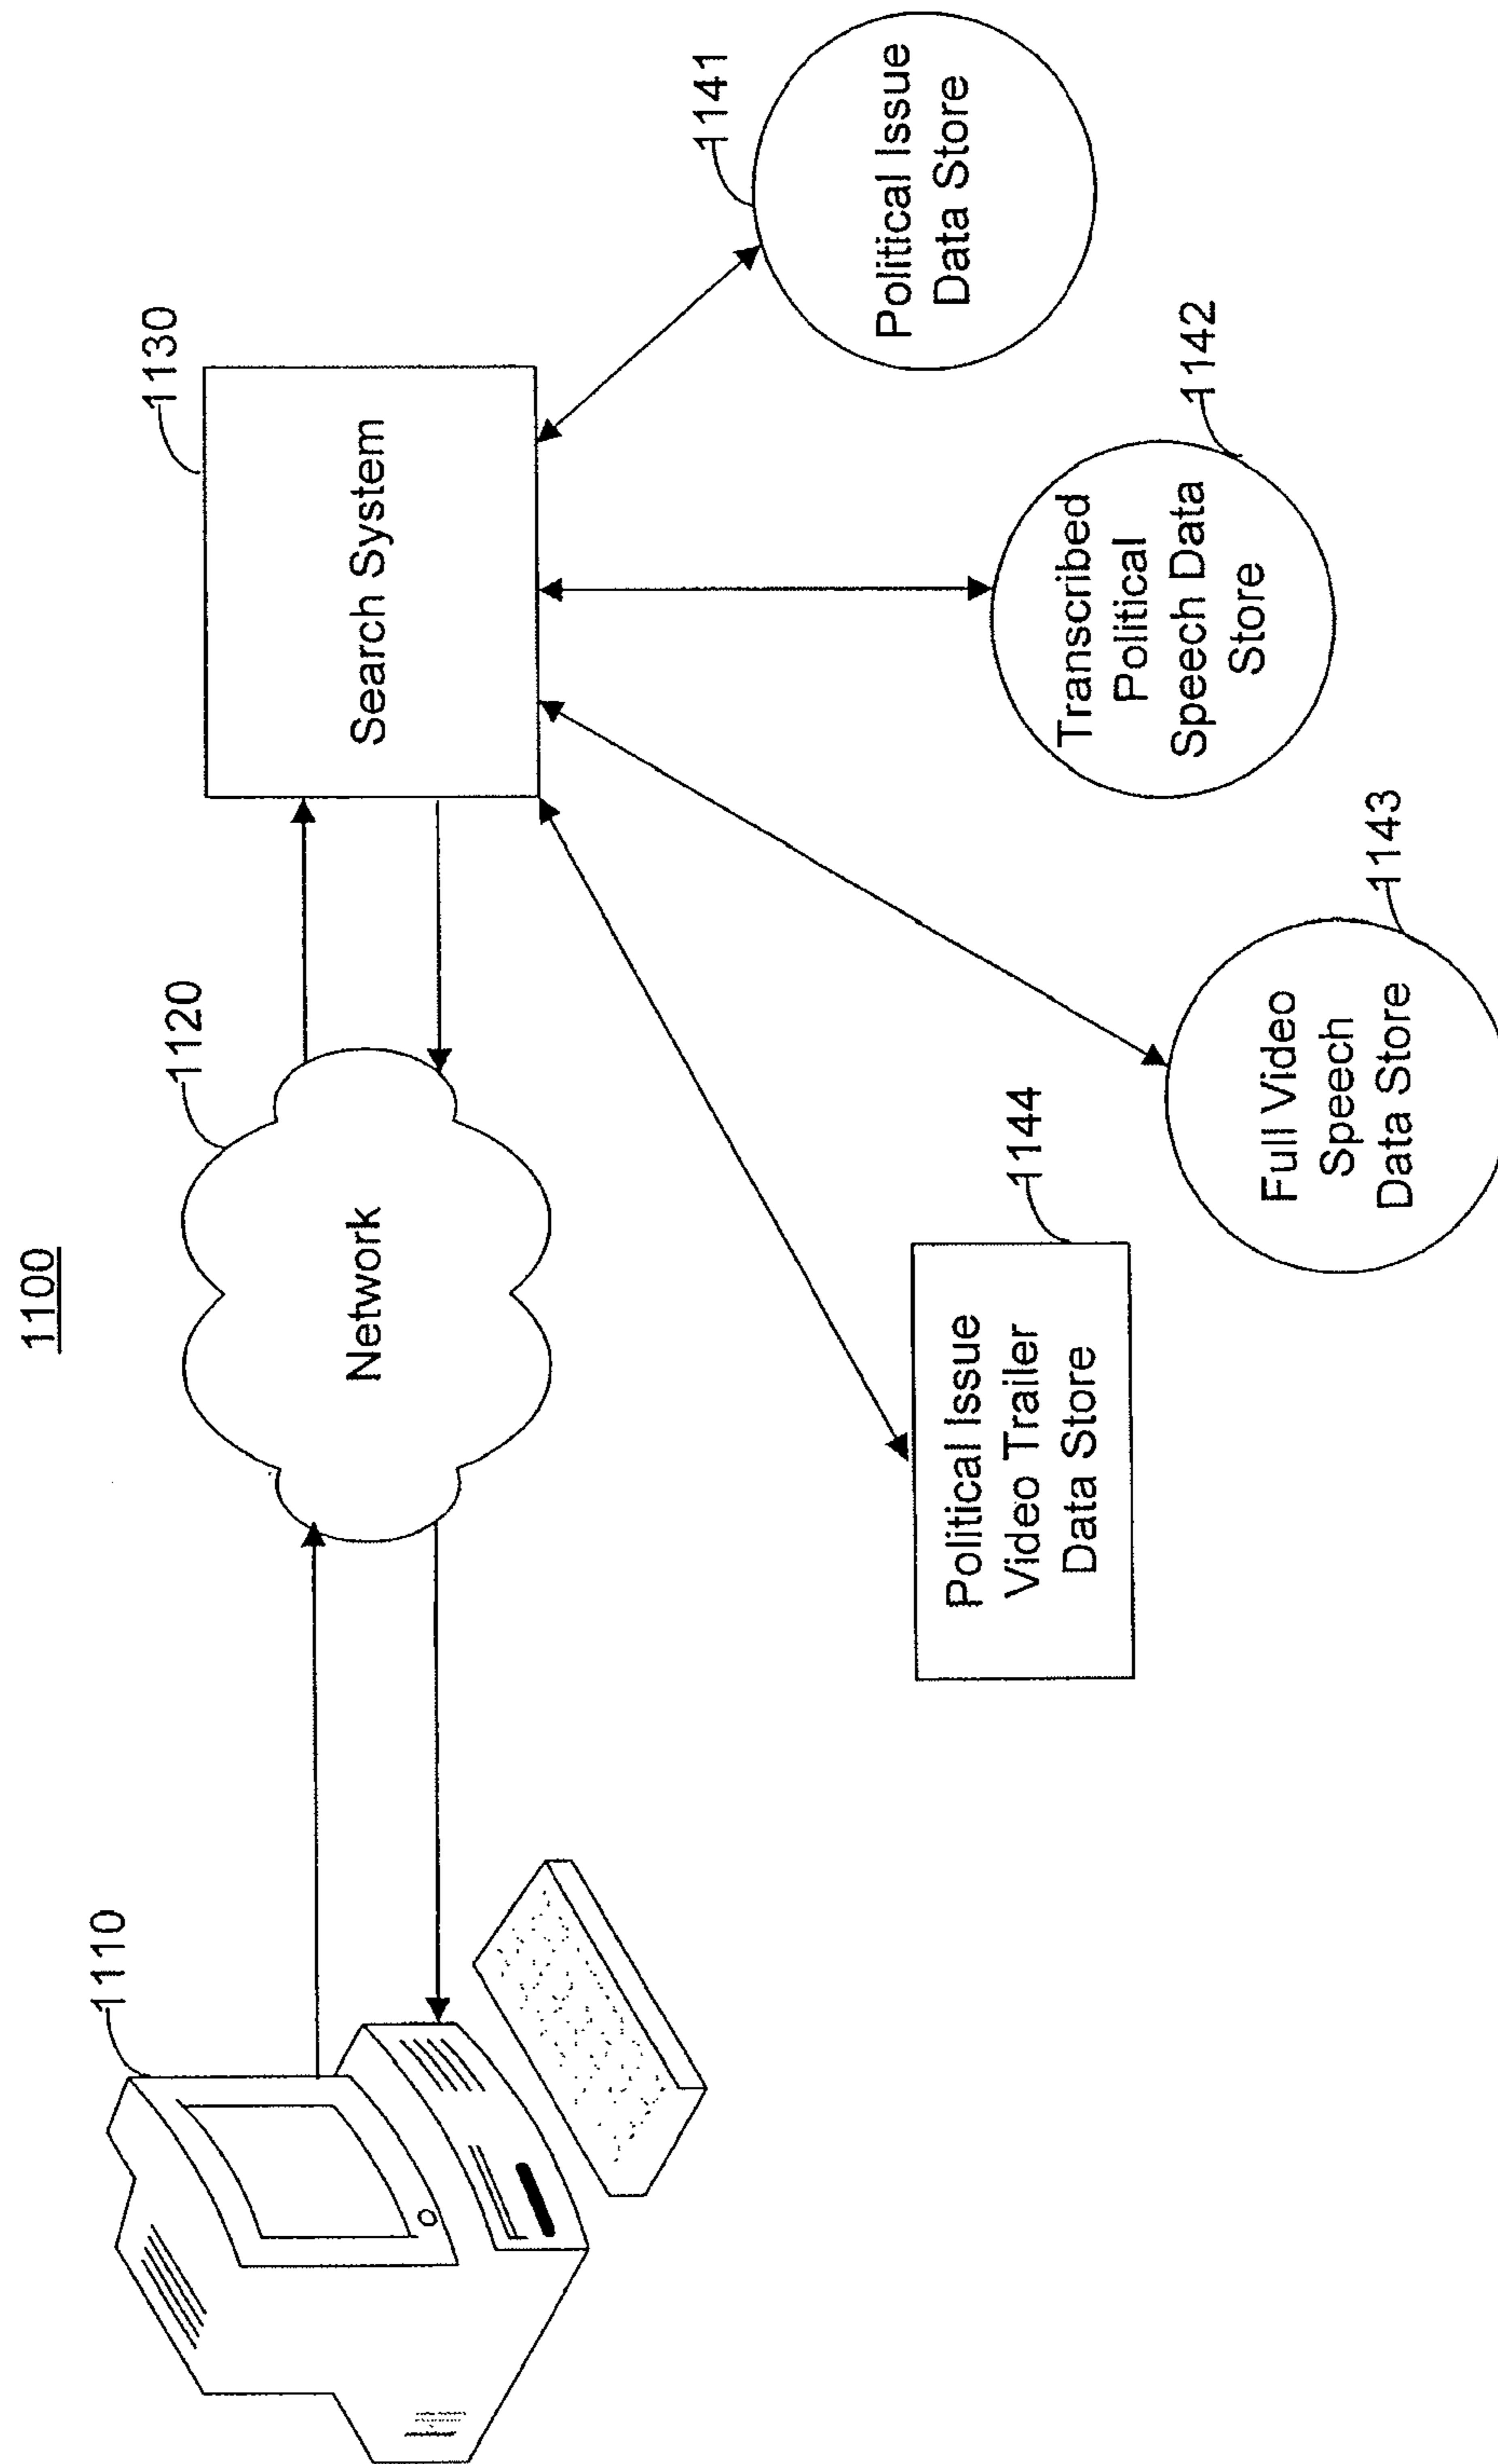 1100
1110
1120
Network
1130
Search System
1144
Political Issue
Video Trailer
Data Store
1143
Full Video
Speech
Data Store
1142
Transcribed
Political
Speech Data
Store
1141
Political Issue
Data Store